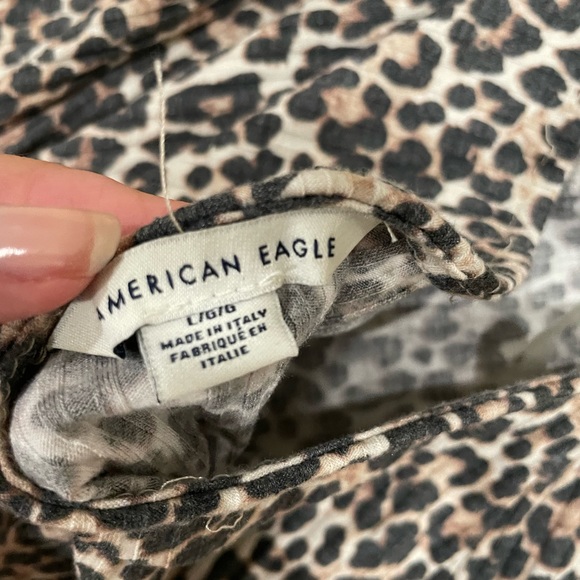 AMERICAN EAGLE
L/G/G
MADE IN ITALY
FABRIQUÉ EN
ITALIE